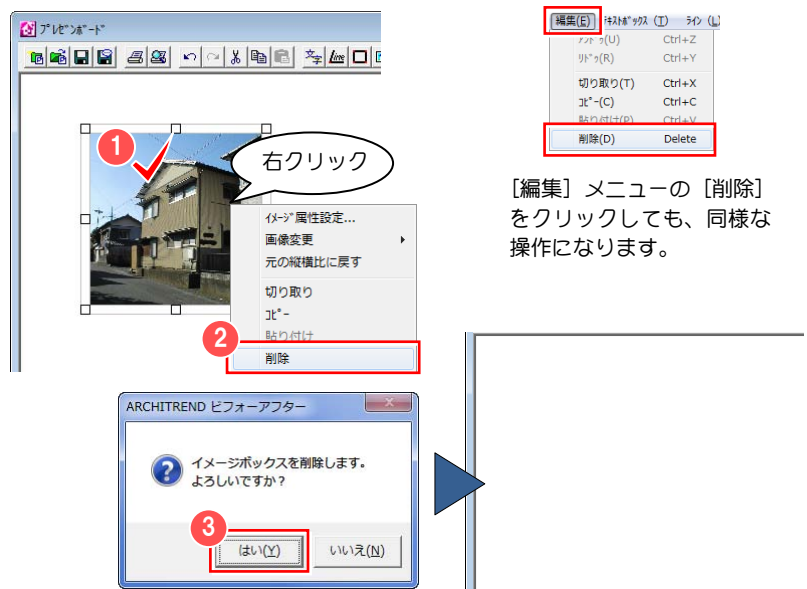 ﾌﾟﾚｾﾞﾝﾎﾞｰﾄﾞ
文字 line
1
右クリック
ｲﾒｰｼﾞ属性設定...
画像変更
元の縦横比に戻す
切り取り
ｺﾋﾟｰ
貼り付け
2
削除
編集(E) ﾃｷｽﾄﾎﾞｯｸｽ (T) ﾗｲﾝ (L)
ｱﾝﾄﾞｩ(U) Ctrl+Z
ﾘﾄﾞｩ(R) Ctrl+Y
切り取り(T) Ctrl+X
ｺﾋﾟｰ(C) Ctrl+C
貼り付け(P) Ctrl+V
削除(D) Delete
［編集］メニューの［削除］
をクリックしても、同様な
操作になります。
ARCHITREND ビフォーアフター
イメージボックスを削除します。
よろしいですか？
3
はい(Y) いいえ(N)